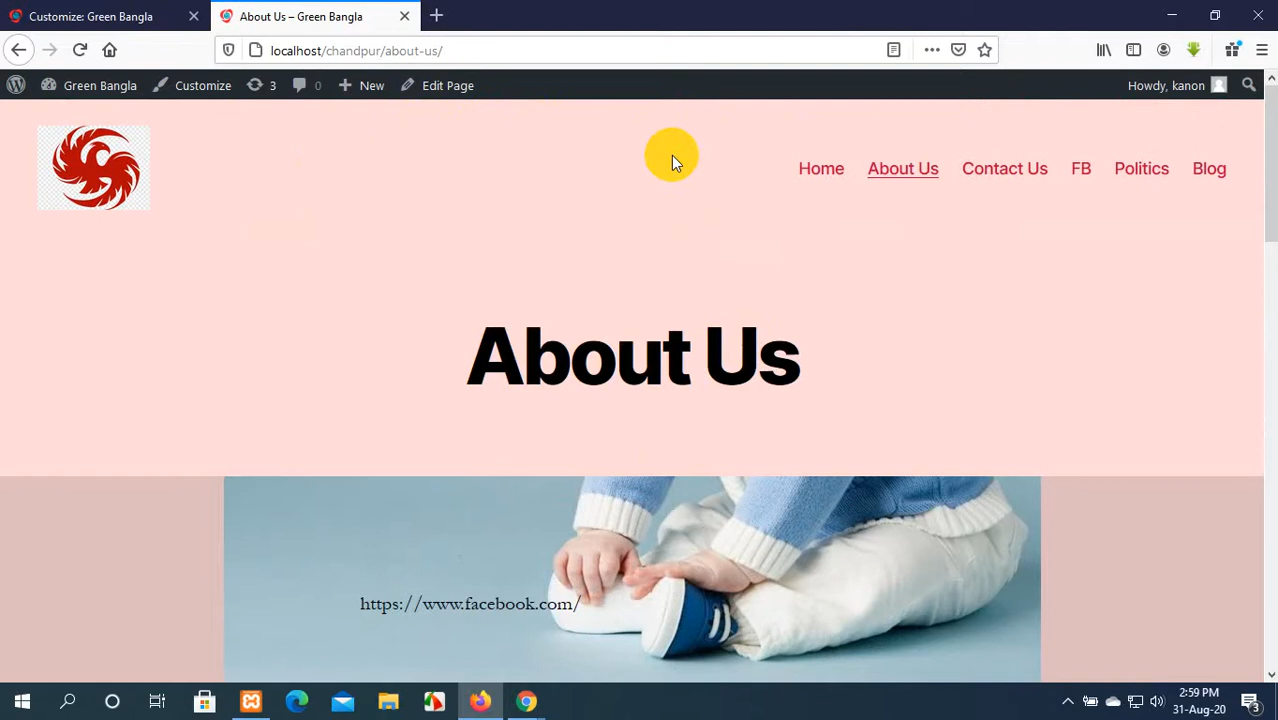 Customize: Green Bangla
About Us – Green Bangla
localhost/chandpur/about-us/
Green Bangla
Customize
3
0
New
Edit Page
Howdy, kanon
Home
About Us
Contact Us
FB
Politics
Blog
About Us
https://www.facebook.com/
2:59 PM
31-Aug-20
3